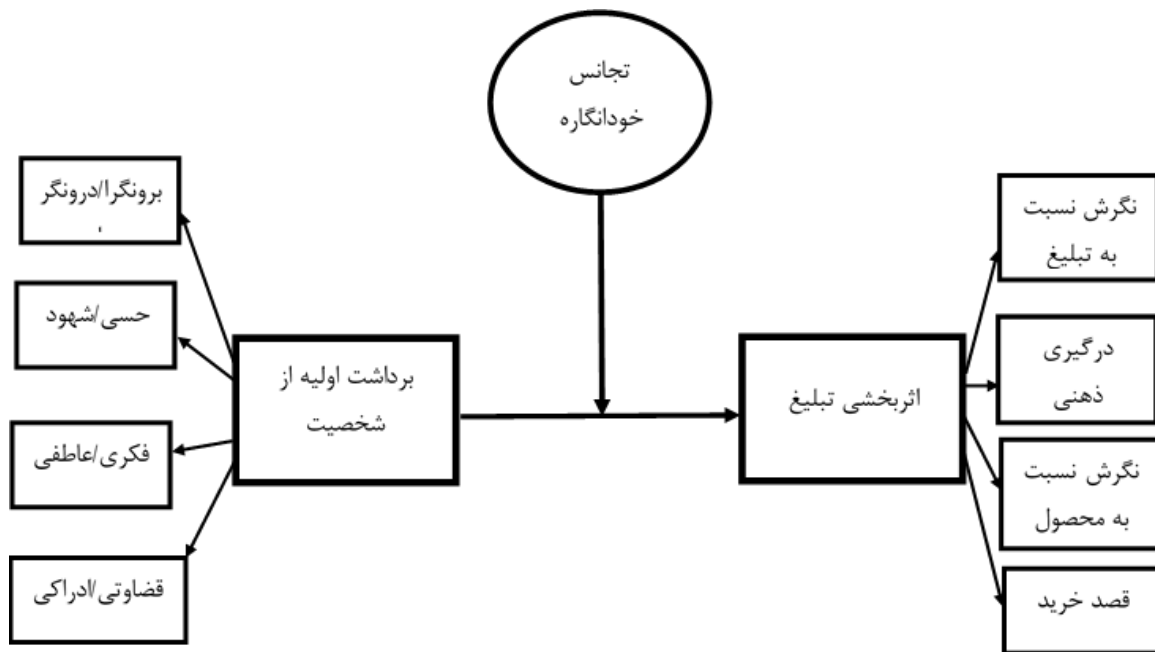 تجانس
خودانگاره
برونگرا/درونگر
ا
حسی/شهود
فکری/عاطفی
قضاوتی/ادراکی
برداشت اولیه از
شخصیت
اثربخشی تبلیغ
نگرش نسبت
به تبلیغ
درگیری
ذهنی
نگرش نسبت
به محصول
قصد خرید